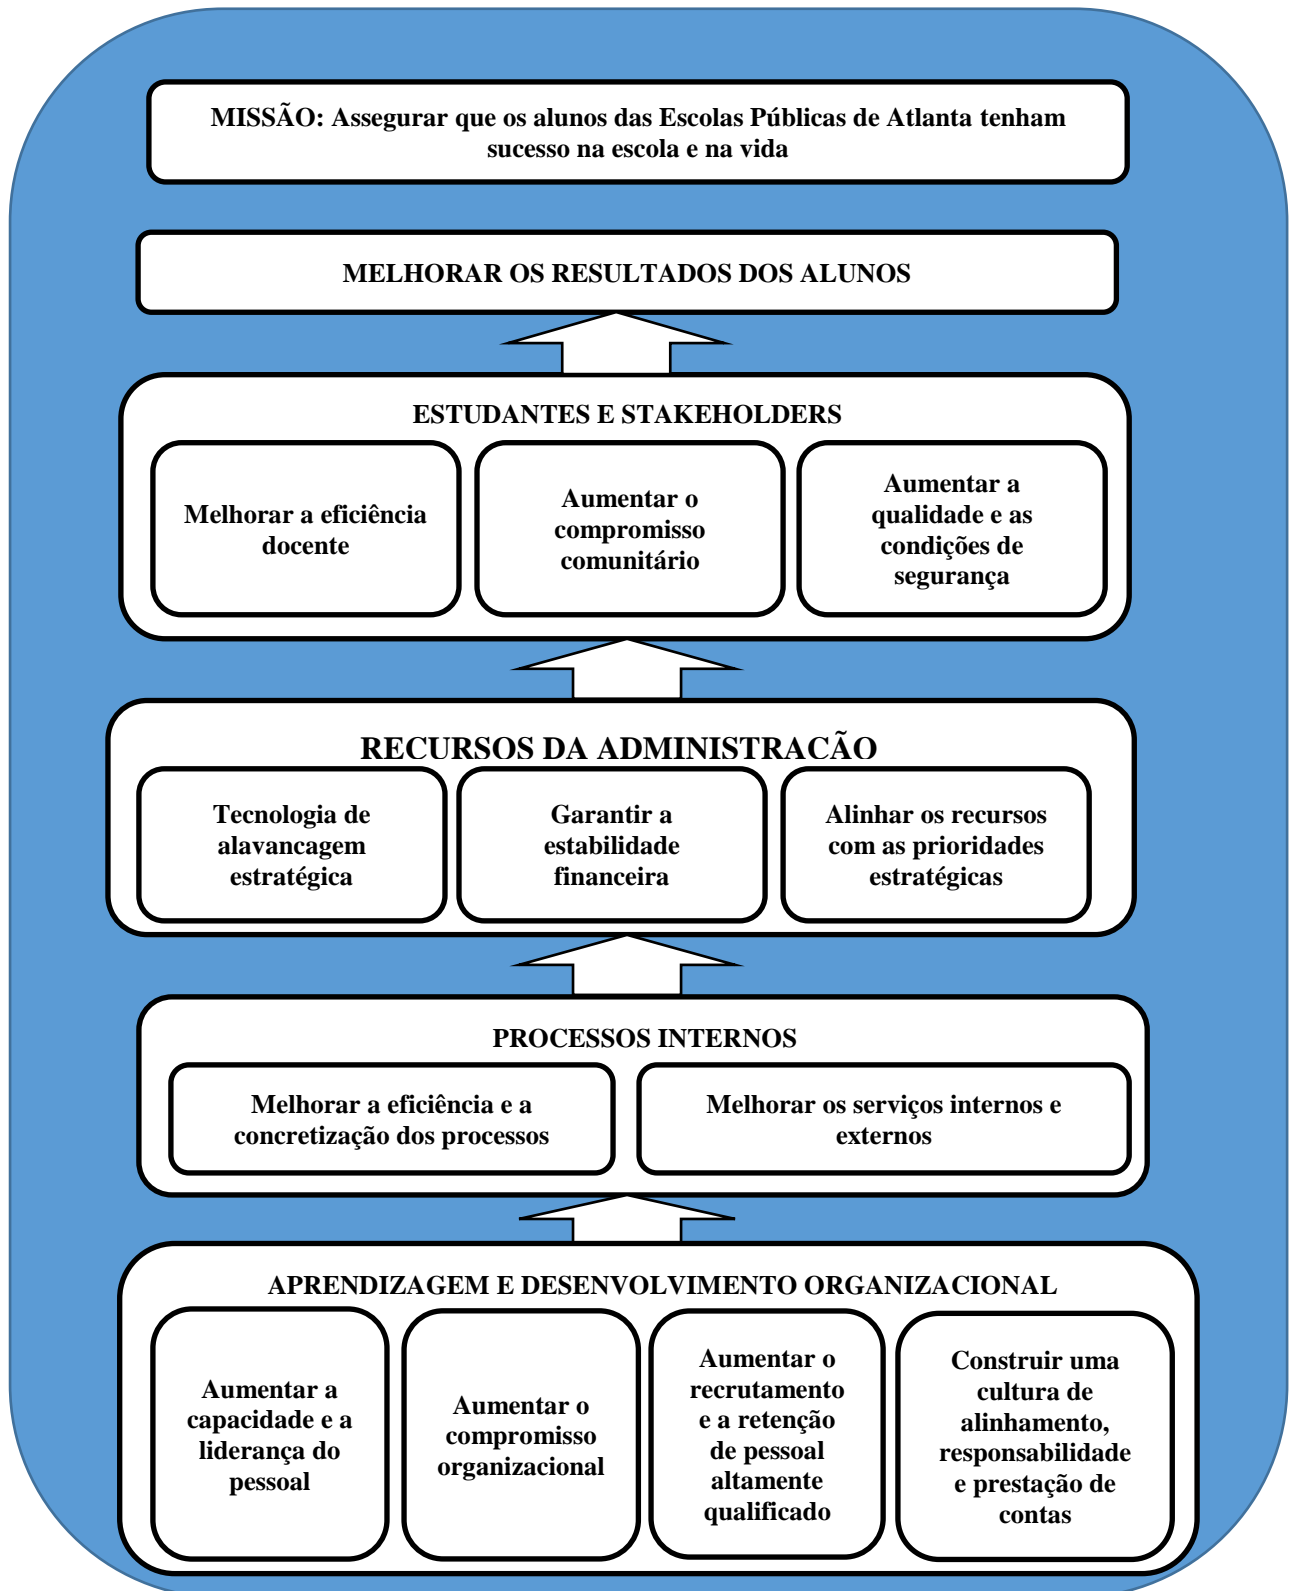 MISSÃO: Assegurar que os alunos das Escolas Públicas de Atlanta tenham
sucesso na escola e na vida
MELHORAR OS RESULTADOS DOS ALUNOS
ESTUDANTES E STAKEHOLDERS
Melhorar a eficiência
docente
Aumentar o
compromisso
comunitário
Aumentar a
qualidade e as
condições de
segurança
RECURSOS DA ADMINISTRACÃO
Tecnologia de
alavancagem
estratégica
Garantir a
estabilidade
financeira
Alinhar os recursos
com as prioridades
estratégicas
PROCESSOS INTERNOS
Melhorar a eficiência e a
concretização dos processos
Melhorar os serviços internos e
externos
APRENDIZAGEM E DESENVOLVIMENTO ORGANIZACIONAL
Aumentar a
capacidade e a
liderança do
pessoal
Aumentar o
compromisso
organizacional
Aumentar o
recrutamento
e a retenção
de pessoal
altamente
qualificado
Construir uma
cultura de
alinhamento,
responsabilidade
e prestação de
contas